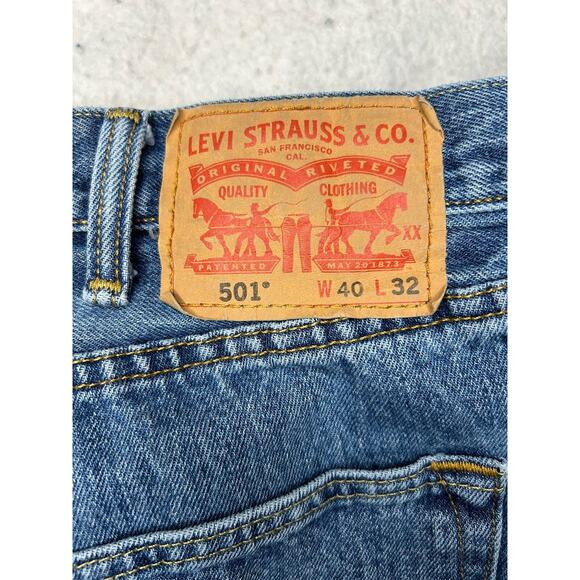 LEVI STRAUSS & CO.
SAN FRANCISCO
CAL.
ORIGINAL RIVETED
QUALITY CLOTHING
XX
PATENTED MAY 20 1873
501® W 40 L 32